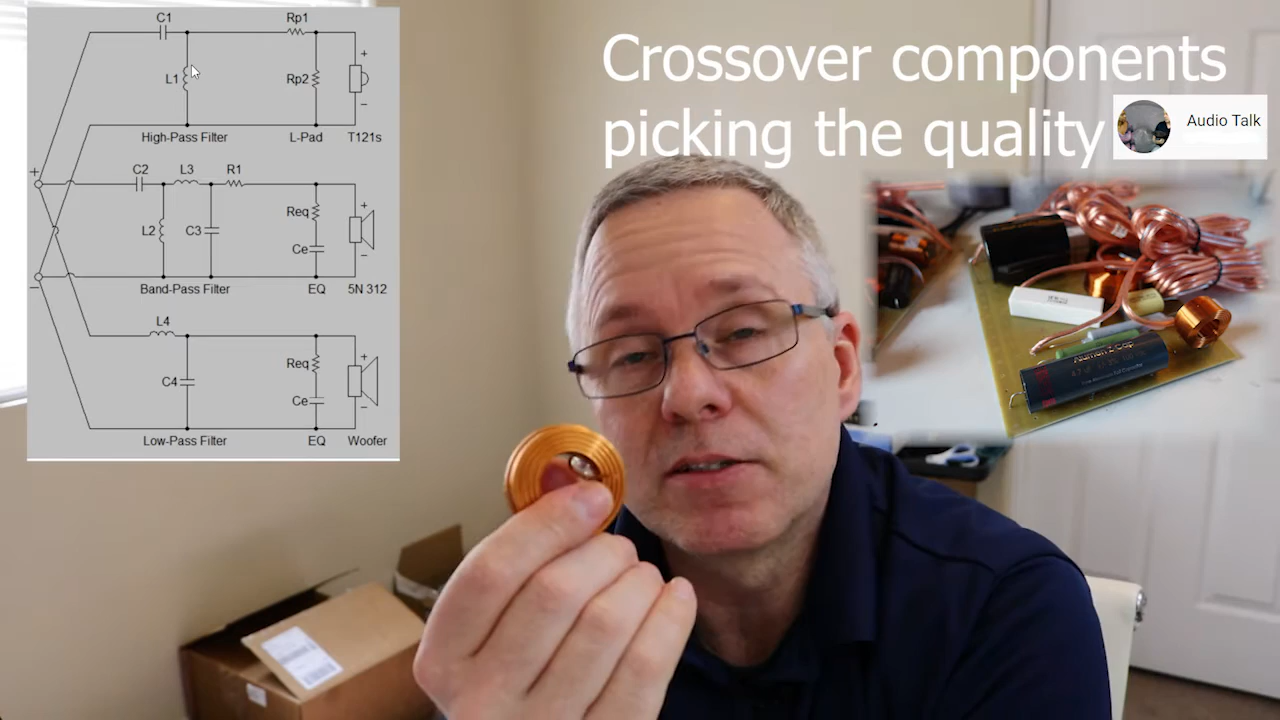 Crossover components
picking the quality
Audio Talk
C1
Rp1
L1
Rp2
+
−
High-Pass Filter
L-Pad
T121s
C2
L3
R1
+
L2
C3
Req
Ce
+
−
−
Band-Pass Filter
EQ
5N 312
L4
C4
Req
Ce
+
−
Low-Pass Filter
EQ
Woofer